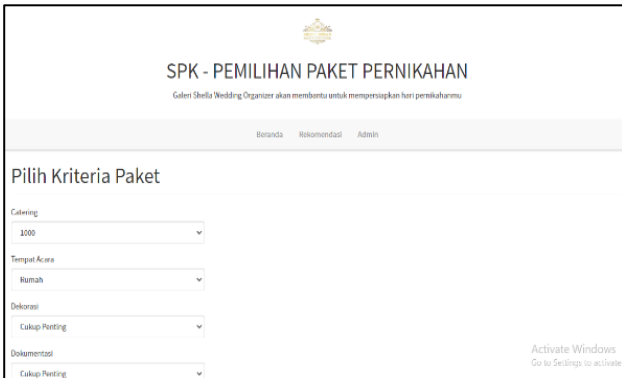 SPK - PEMILIHAN PAKET PERNIKAHAN
Galeri Shella Wedding Organizer akan membantu untuk mempersiapkan hari pernikahanmu
Beranda Rekomendasi Admin
Pilih Kriteria Paket
Catering
1000
Tempat Acara
Rumah
Dekorasi
Cukup Penting
Dokumentasi
Cukup Penting
Activate Windows
Go to Settings to activate